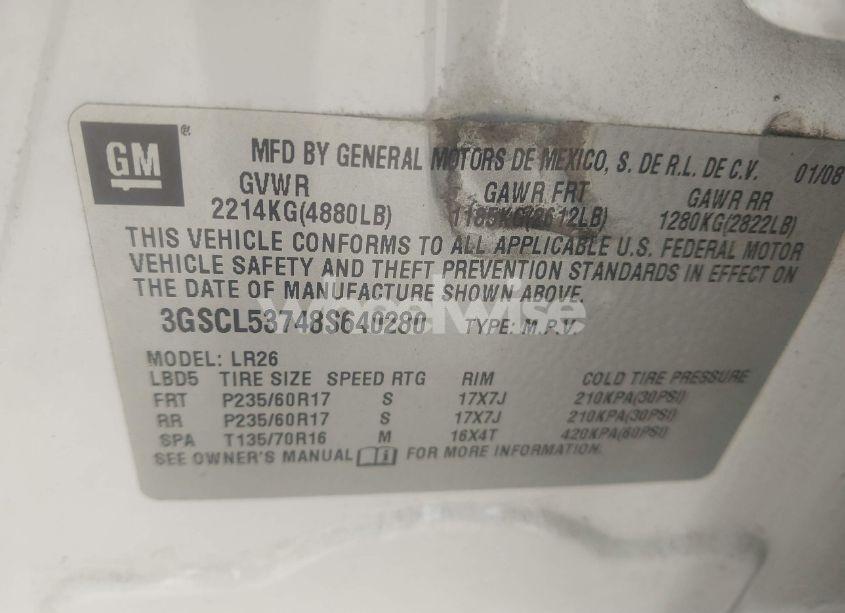 GM ®
MFD BY GENERAL MOTORS DE MEXICO, S. DE R.L. DE C.V. 01/08
GVWR GAWR FRT GAWR RR
2214KG(4880LB) 1185KG(2612LB) 1280KG(2822LB)
THIS VEHICLE CONFORMS TO ALL APPLICABLE U.S. FEDERAL MOTOR
VEHICLE SAFETY AND THEFT PREVENTION STANDARDS IN EFFECT ON
THE DATE OF MANUFACTURE SHOWN ABOVE.
3GSCL53748S640280 TYPE: M.P.V.
MODEL: LR26
LBD5 TIRE SIZE SPEED RTG RIM COLD TIRE PRESSURE
FRT P235/60R17 S 17X7J 210KPA(30PSI)
RR P235/60R17 S 17X7J 210KPA(30PSI)
SPA T135/70R16 M 16X4T 420KPA(60PSI)
SEE OWNER'S MANUAL FOR MORE INFORMATION.